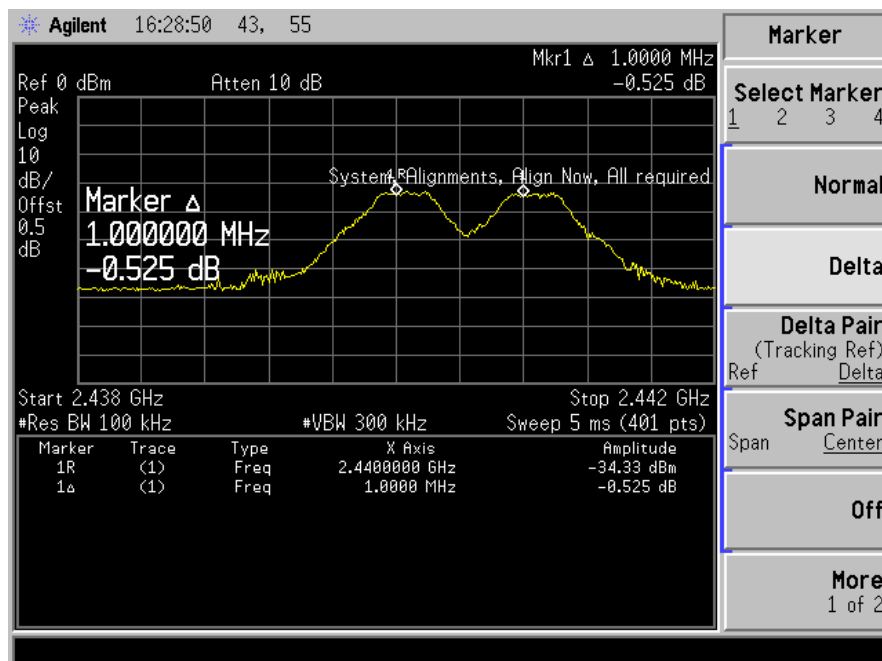 Agilent 16:28:50 43, 55
Mkr1 Δ 1.0000 MHz
Ref 0 dBm Atten 10 dB -0.525 dB
Peak
Log
10
dB/
Offst
0.5
dB
System, Alignments, Align Now, All required
1R
1
Marker Δ
1.000000 MHz
-0.525 dB
Start 2.438 GHz Stop 2.442 GHz
#Res BW 100 kHz #VBW 300 kHz Sweep 5 ms (401 pts)
Marker Trace Type X Axis Amplitude
1R (1) Freq 2.4400000 GHz -34.33 dBm
1Δ (1) Freq 1.0000 MHz -0.525 dB
Marker
Select Marker
1 2 3 4
Normal
Delta
Delta Pair
(Tracking Ref)
Ref Delta
Span Pair
Span Center
Off
More
1 of 2